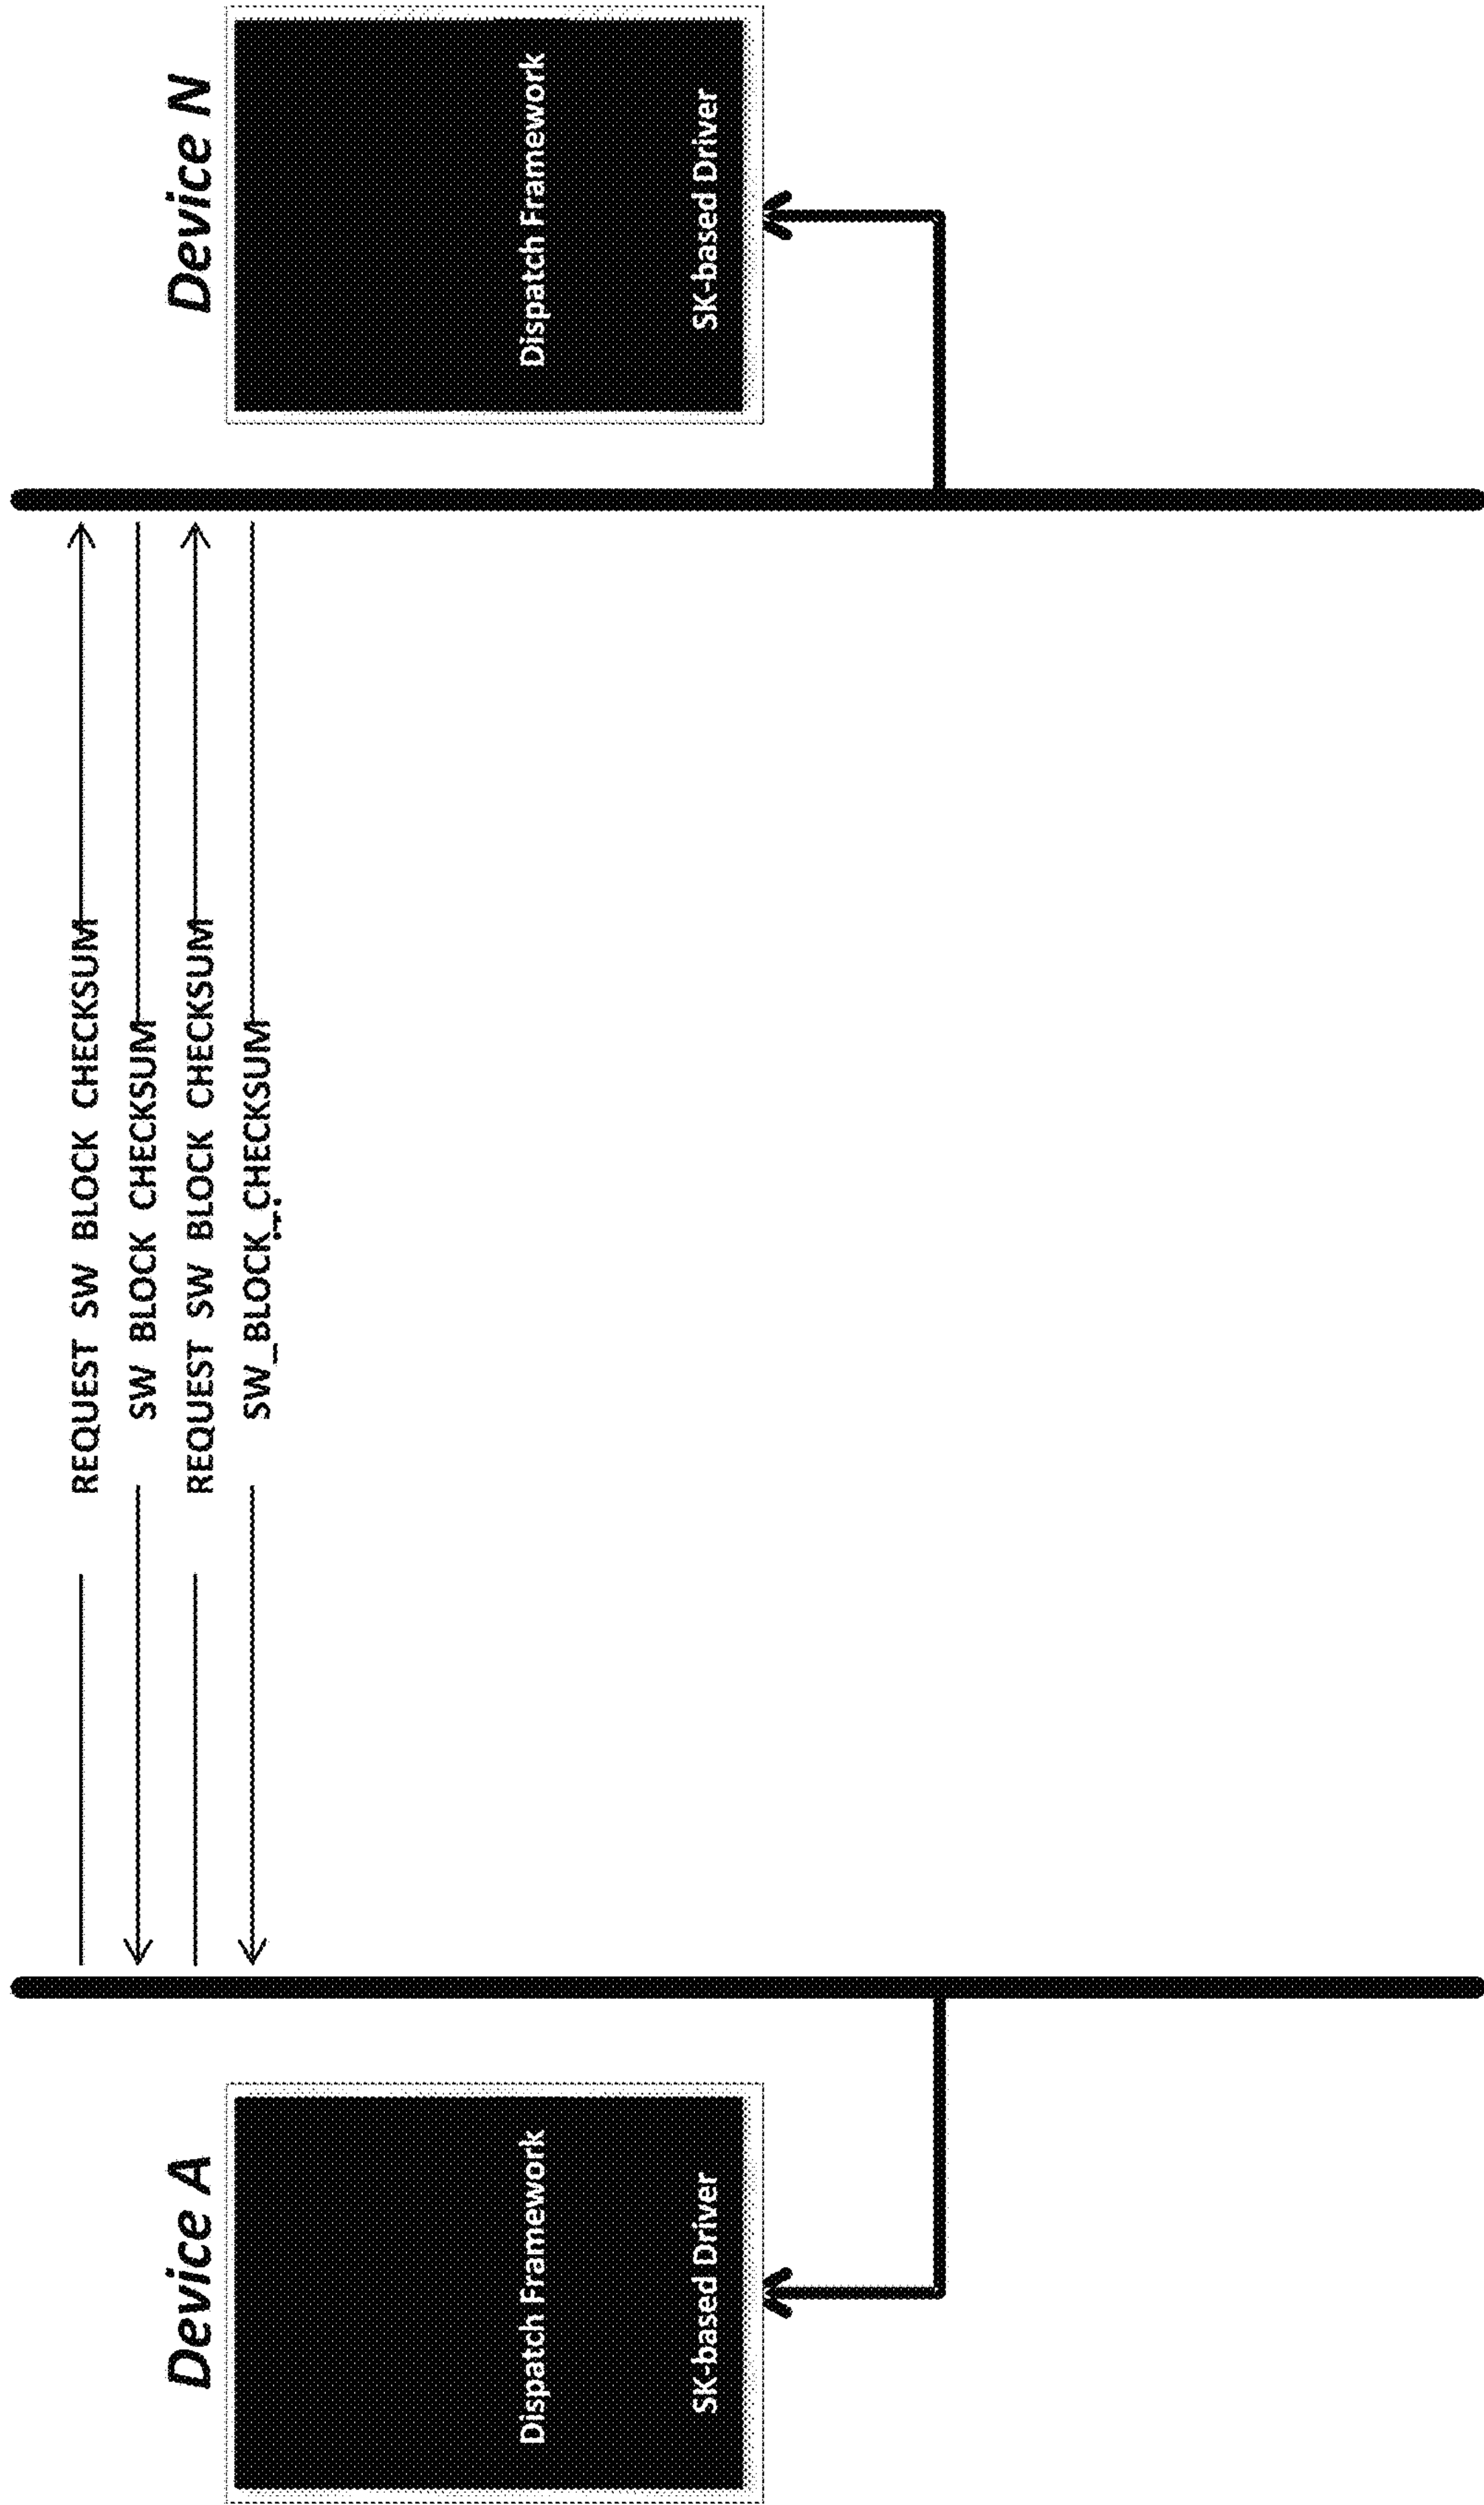 REQUEST SW BLOCK CHECKSUM
SW BLOCK CHECKSUM
REQUEST SW BLOCK CHECKSUM
SW_BLOCK_CHECKSUM
Device A
Dispatch Framework
SK-based Driver
Device N
Dispatch Framework
SK-based Driver